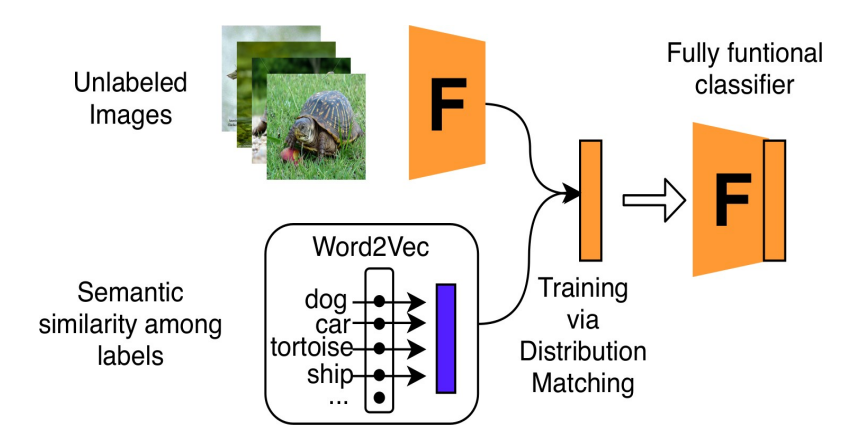 Unlabeled
Images
F
Fully funtional
classifier
F
Word2Vec
dog
car
tortoise
ship
...
Semantic
similarity among
labels
Training
via
Distribution
Matching